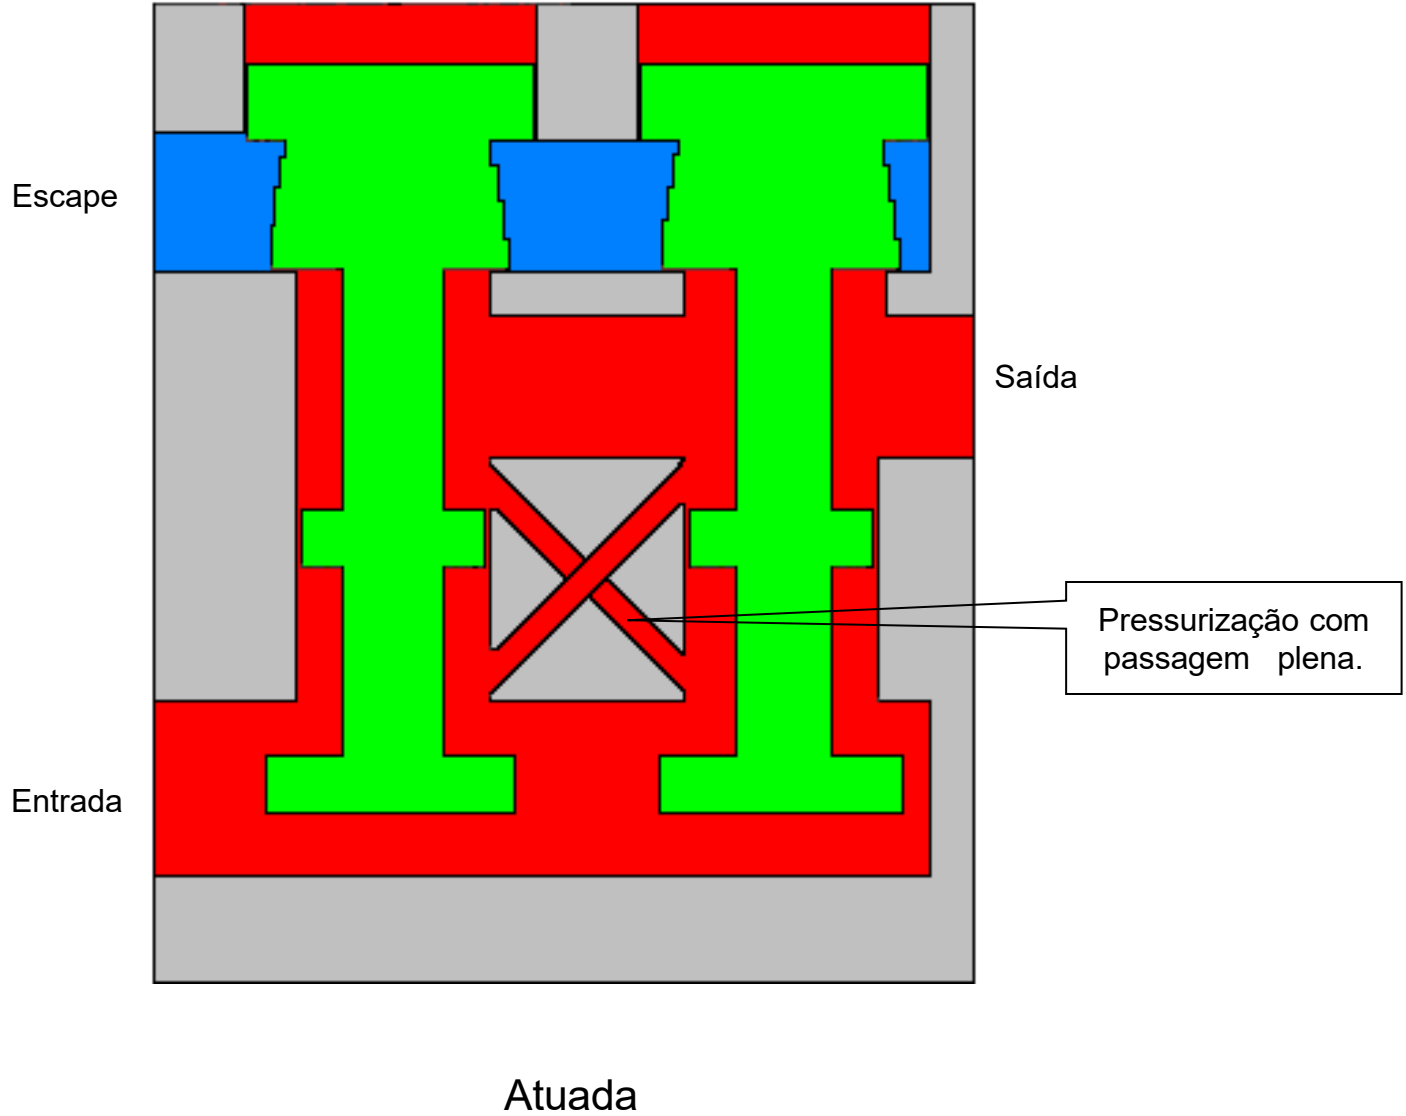 Escape
Saída
Pressurização com
passagem plena.
Entrada
Atuada